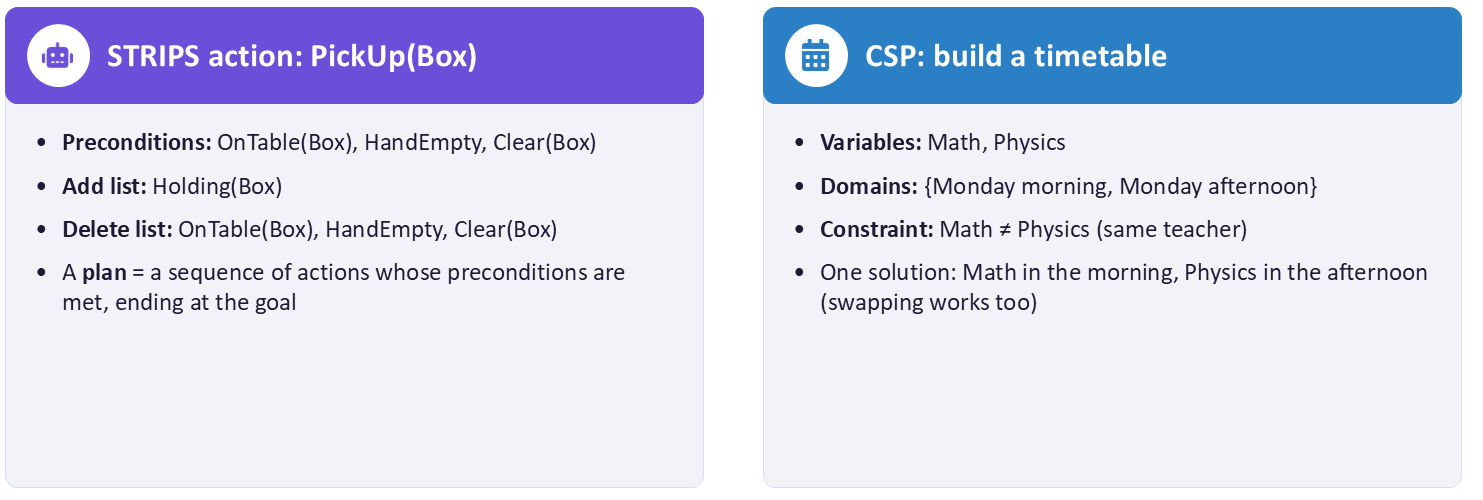 STRIPS action: PickUp(Box)
• Preconditions: OnTable(Box), HandEmpty, Clear(Box)
• Add list: Holding(Box)
• Delete list: OnTable(Box), HandEmpty, Clear(Box)
• A plan = a sequence of actions whose preconditions are
met, ending at the goal
CSP: build a timetable
• Variables: Math, Physics
• Domains: {Monday morning, Monday afternoon}
• Constraint: Math ≠ Physics (same teacher)
• One solution: Math in the morning, Physics in the afternoon
(swapping works too)